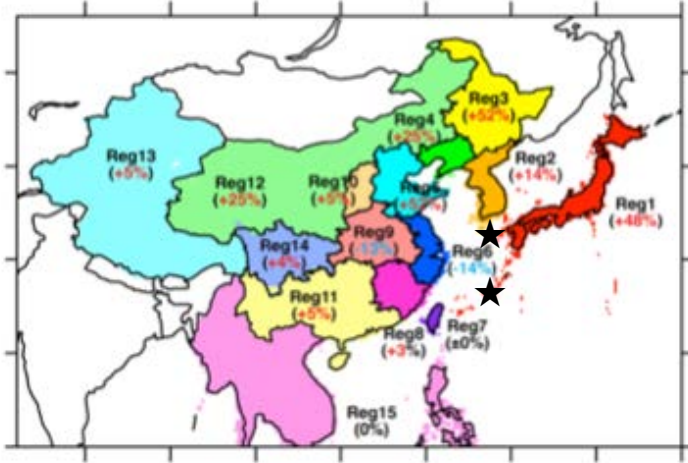 Reg3
(+52%)
Reg4
(+25%)
Reg2
(+14%)
Reg13
(+5%)
Reg12
(+25%)
Reg10
(+5%)
Reg1
(+48%)
Reg9
Reg14
(+4%)
Reg6
(-14%)
Reg11
(+5%)
Reg8
(+3%)
Reg7
(±0%)
Reg15
(0%)